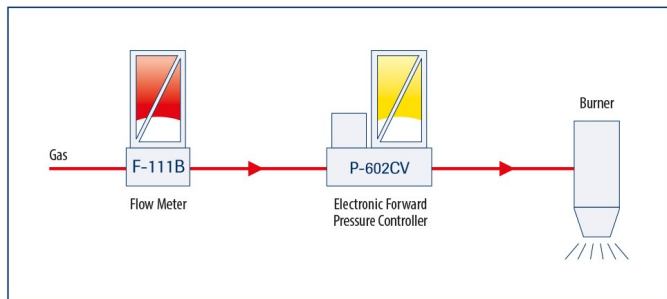 Burner
Gas
F-111B
P-602CV
Flow Meter
Electronic Forward
Pressure Controller